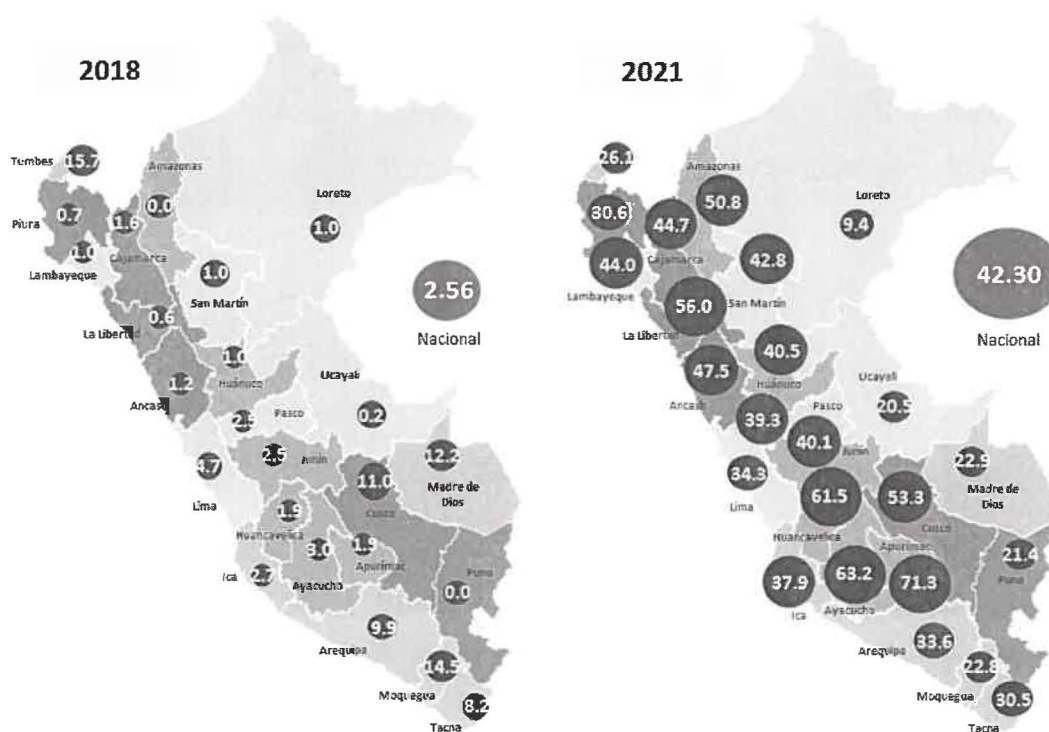 2018
Tumbes
15.7
Amazonas
Loreto
Piura
0.7
1.6
0.0
1.0
1.0
Lambayeque
Cajamarca
1.0
San Martín
2.56
Nacional
La Libertad
0.6
1.0
Huánuco
Ancash
1.2
Ucayali
Pasco
0.2
2.5
4.7
2.5
Junín
12.2
Madre de
Dios
Lima
11.0
Cusco
1.9
Huancavelica
3.0
1.9
Apurímac
Ica
2.7
Ayacucho
Puno
0.0
9.9
Arequipa
14.5
Moquegua
8.2
Tacna
2021
26.1
Amazonas
50.8
Loreto
30.6
44.7
9.4
44.0
Cajamarca
42.8
Lambayeque
56.0
San Martín
42.30
Nacional
La Libertad
47.5
40.5
Huánuco
Ancash
Ucayali
39.3
Pasco
20.5
40.1
Junín
34.3
22.9
Madre de
Dios
Lima
61.5
53.3
Cusco
Huancavelica
Apurímac
21.4
Puno
37.9
63.2
71.3
Ica
Ayacucho
33.6
Arequipa
22.8
Moquegua
30.5
Tacna